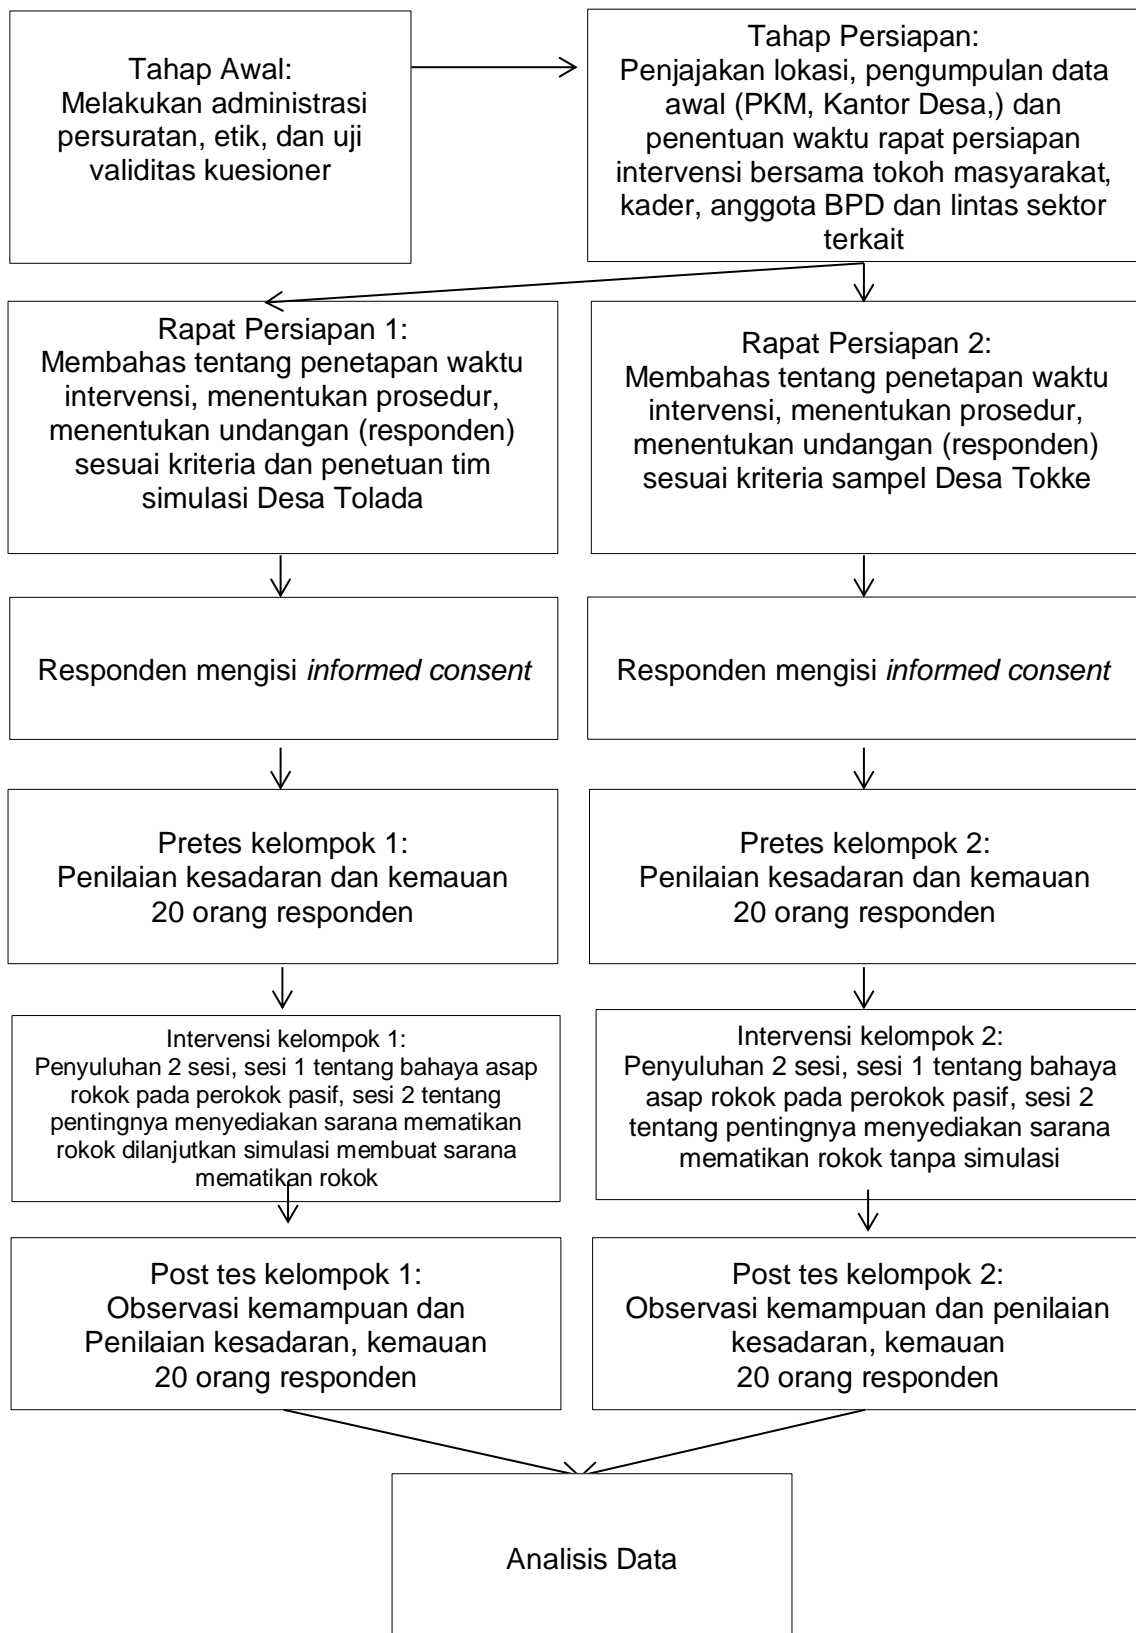 Tahap Awal:
Melakukan administrasi
persuratan, etik, dan uji
validitas kuesioner
Tahap Persiapan:
Penjajakan lokasi, pengumpulan data
awal (PKM, Kantor Desa,) dan
penentuan waktu rapat persiapan
intervensi bersama tokoh masyarakat,
kader, anggota BPD dan lintas sektor
terkait
Rapat Persiapan 1:
Membahas tentang penetapan waktu
intervensi, menentukan prosedur,
menentukan undangan (responden)
sesuai kriteria dan penetuan tim
simulasi Desa Tolada
Rapat Persiapan 2:
Membahas tentang penetapan waktu
intervensi, menentukan prosedur,
menentukan undangan (responden)
sesuai kriteria sampel Desa Tokke
Responden mengisi informed consent
Responden mengisi informed consent
Pretes kelompok 1:
Penilaian kesadaran dan kemauan
20 orang responden
Pretes kelompok 2:
Penilaian kesadaran dan kemauan
20 orang responden
Intervensi kelompok 1:
Penyuluhan 2 sesi, sesi 1 tentang bahaya asap
rokok pada perokok pasif, sesi 2 tentang
pentingnya menyediakan sarana mematikan
rokok dilanjutkan simulasi membuat sarana
mematikan rokok
Intervensi kelompok 2:
Penyuluhan 2 sesi, sesi 1 tentang bahaya
asap rokok pada perokok pasif, sesi 2
tentang pentingnya menyediakan sarana
mematikan rokok tanpa simulasi
Post tes kelompok 1:
Observasi kemampuan dan
Penilaian kesadaran, kemauan
20 orang responden
Post tes kelompok 2:
Observasi kemampuan dan penilaian
kesadaran, kemauan
20 orang responden
Analisis Data